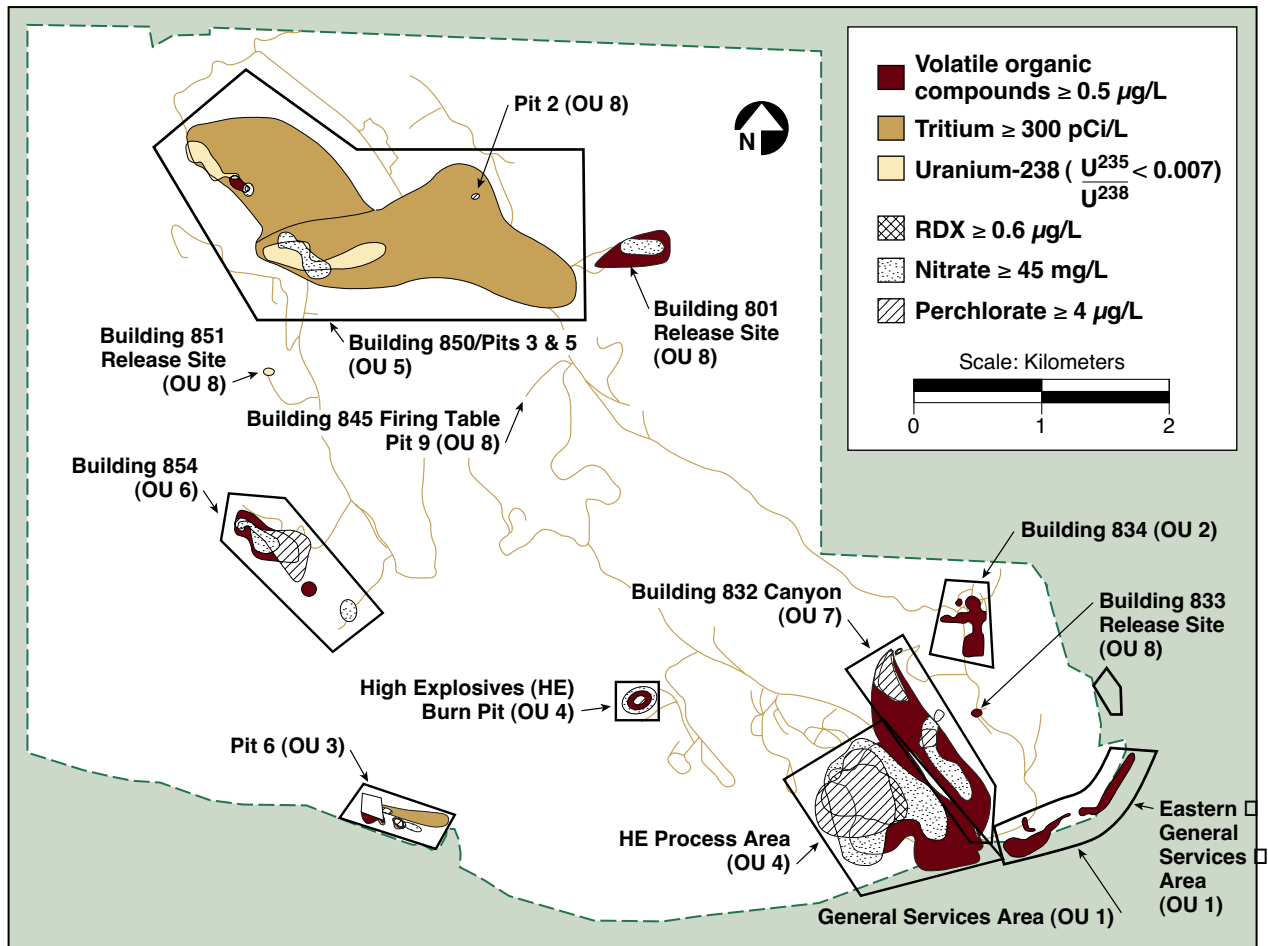 Volatile organic
compounds ≥ 0.5 µg/L
Tritium ≥ 300 pCi/L
Uranium-238 ( U²³⁵ < 0.007)
U²³⁸
RDX ≥ 0.6 µg/L
Nitrate ≥ 45 mg/L
Perchlorate ≥ 4 µg/L
Scale: Kilometers
0 1 2
N
Pit 2 (OU 8)
Building 801
Release Site
(OU 8)
Building 850/Pits 3 & 5
(OU 5)
Building 851
Release Site
(OU 8)
Building 845 Firing Table
Pit 9 (OU 8)
Building 854
(OU 6)
Building 834 (OU 2)
Building 832 Canyon
(OU 7)
Building 833
Release Site
(OU 8)
High Explosives (HE)
Burn Pit (OU 4)
Pit 6 (OU 3)
HE Process Area
(OU 4)
Eastern □
General
Services □
Area
(OU 1)
General Services Area (OU 1)